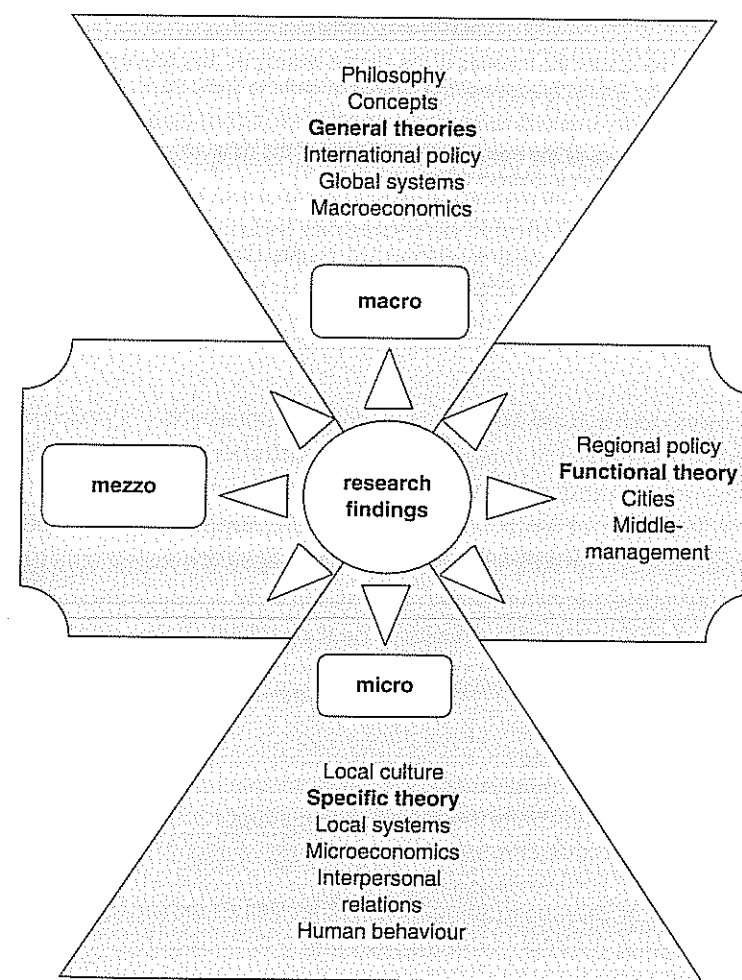 Philosophy
Concepts
General theories
International policy
Global systems
Macroeconomics
macro
mezzo
research
findings
Regional policy
Functional theory
Cities
Middle-
management
micro
Local culture
Specific theory
Local systems
Microeconomics
Interpersonal
relations
Human behaviour